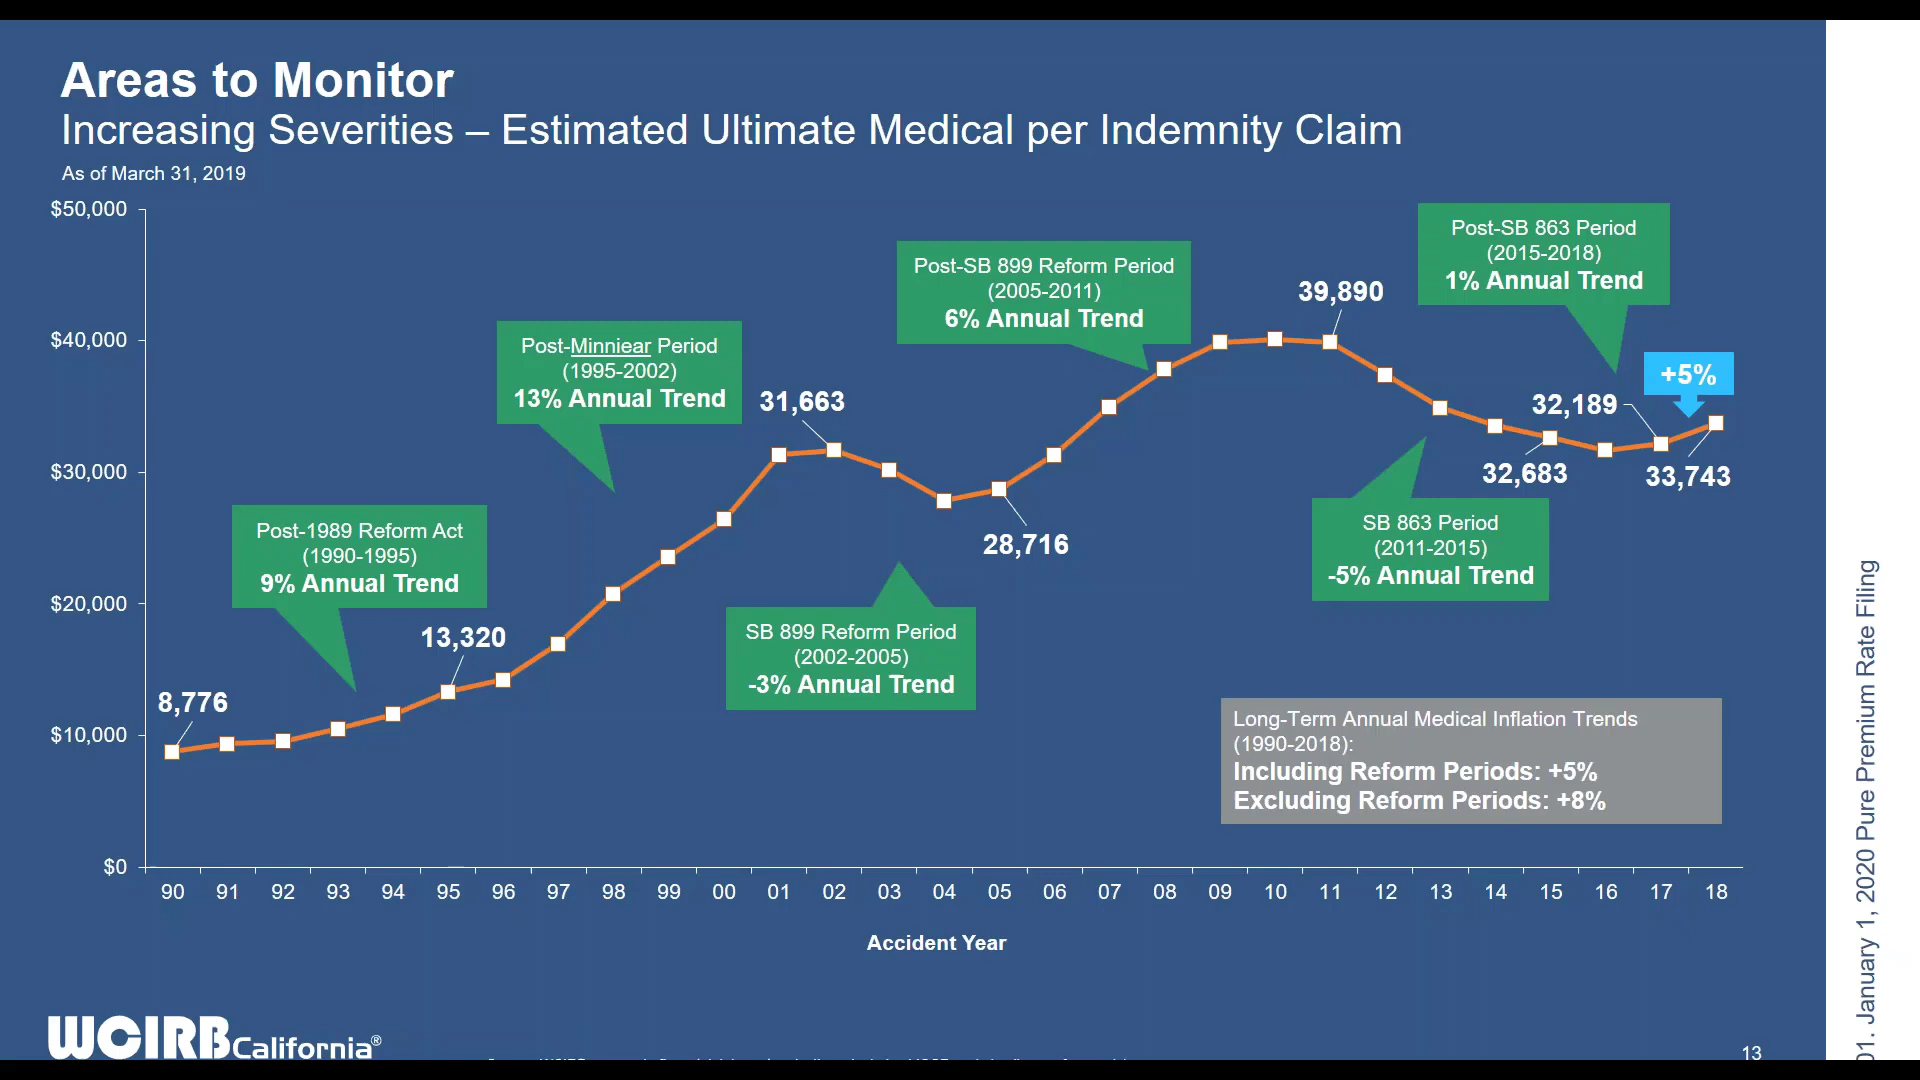 Areas to Monitor
Increasing Severities – Estimated Ultimate Medical per Indemnity Claim
As of March 31, 2019
$50,000
$40,000
$30,000
$20,000
$10,000
$0
Post-1989 Reform Act
(1990-1995)
9% Annual Trend
Post-Minniear Period
(1995-2002)
13% Annual Trend
SB 899 Reform Period
(2002-2005)
-3% Annual Trend
Post-SB 899 Reform Period
(2005-2011)
6% Annual Trend
SB 863 Period
(2011-2015)
-5% Annual Trend
Post-SB 863 Period
(2015-2018)
1% Annual Trend
+5%
8,776
13,320
31,663
28,716
39,890
32,683
32,189
33,743
Long-Term Annual Medical Inflation Trends
(1990-2018):
Including Reform Periods: +5%
Excluding Reform Periods: +8%
90 91 92 93 94 95 96 97 98 99 00 01 02 03 04 05 06 07 08 09 10 11 12 13 14 15 16 17 18
Accident Year
WCIRB California®
13
01. January 1, 2020 Pure Premium Rate Filing